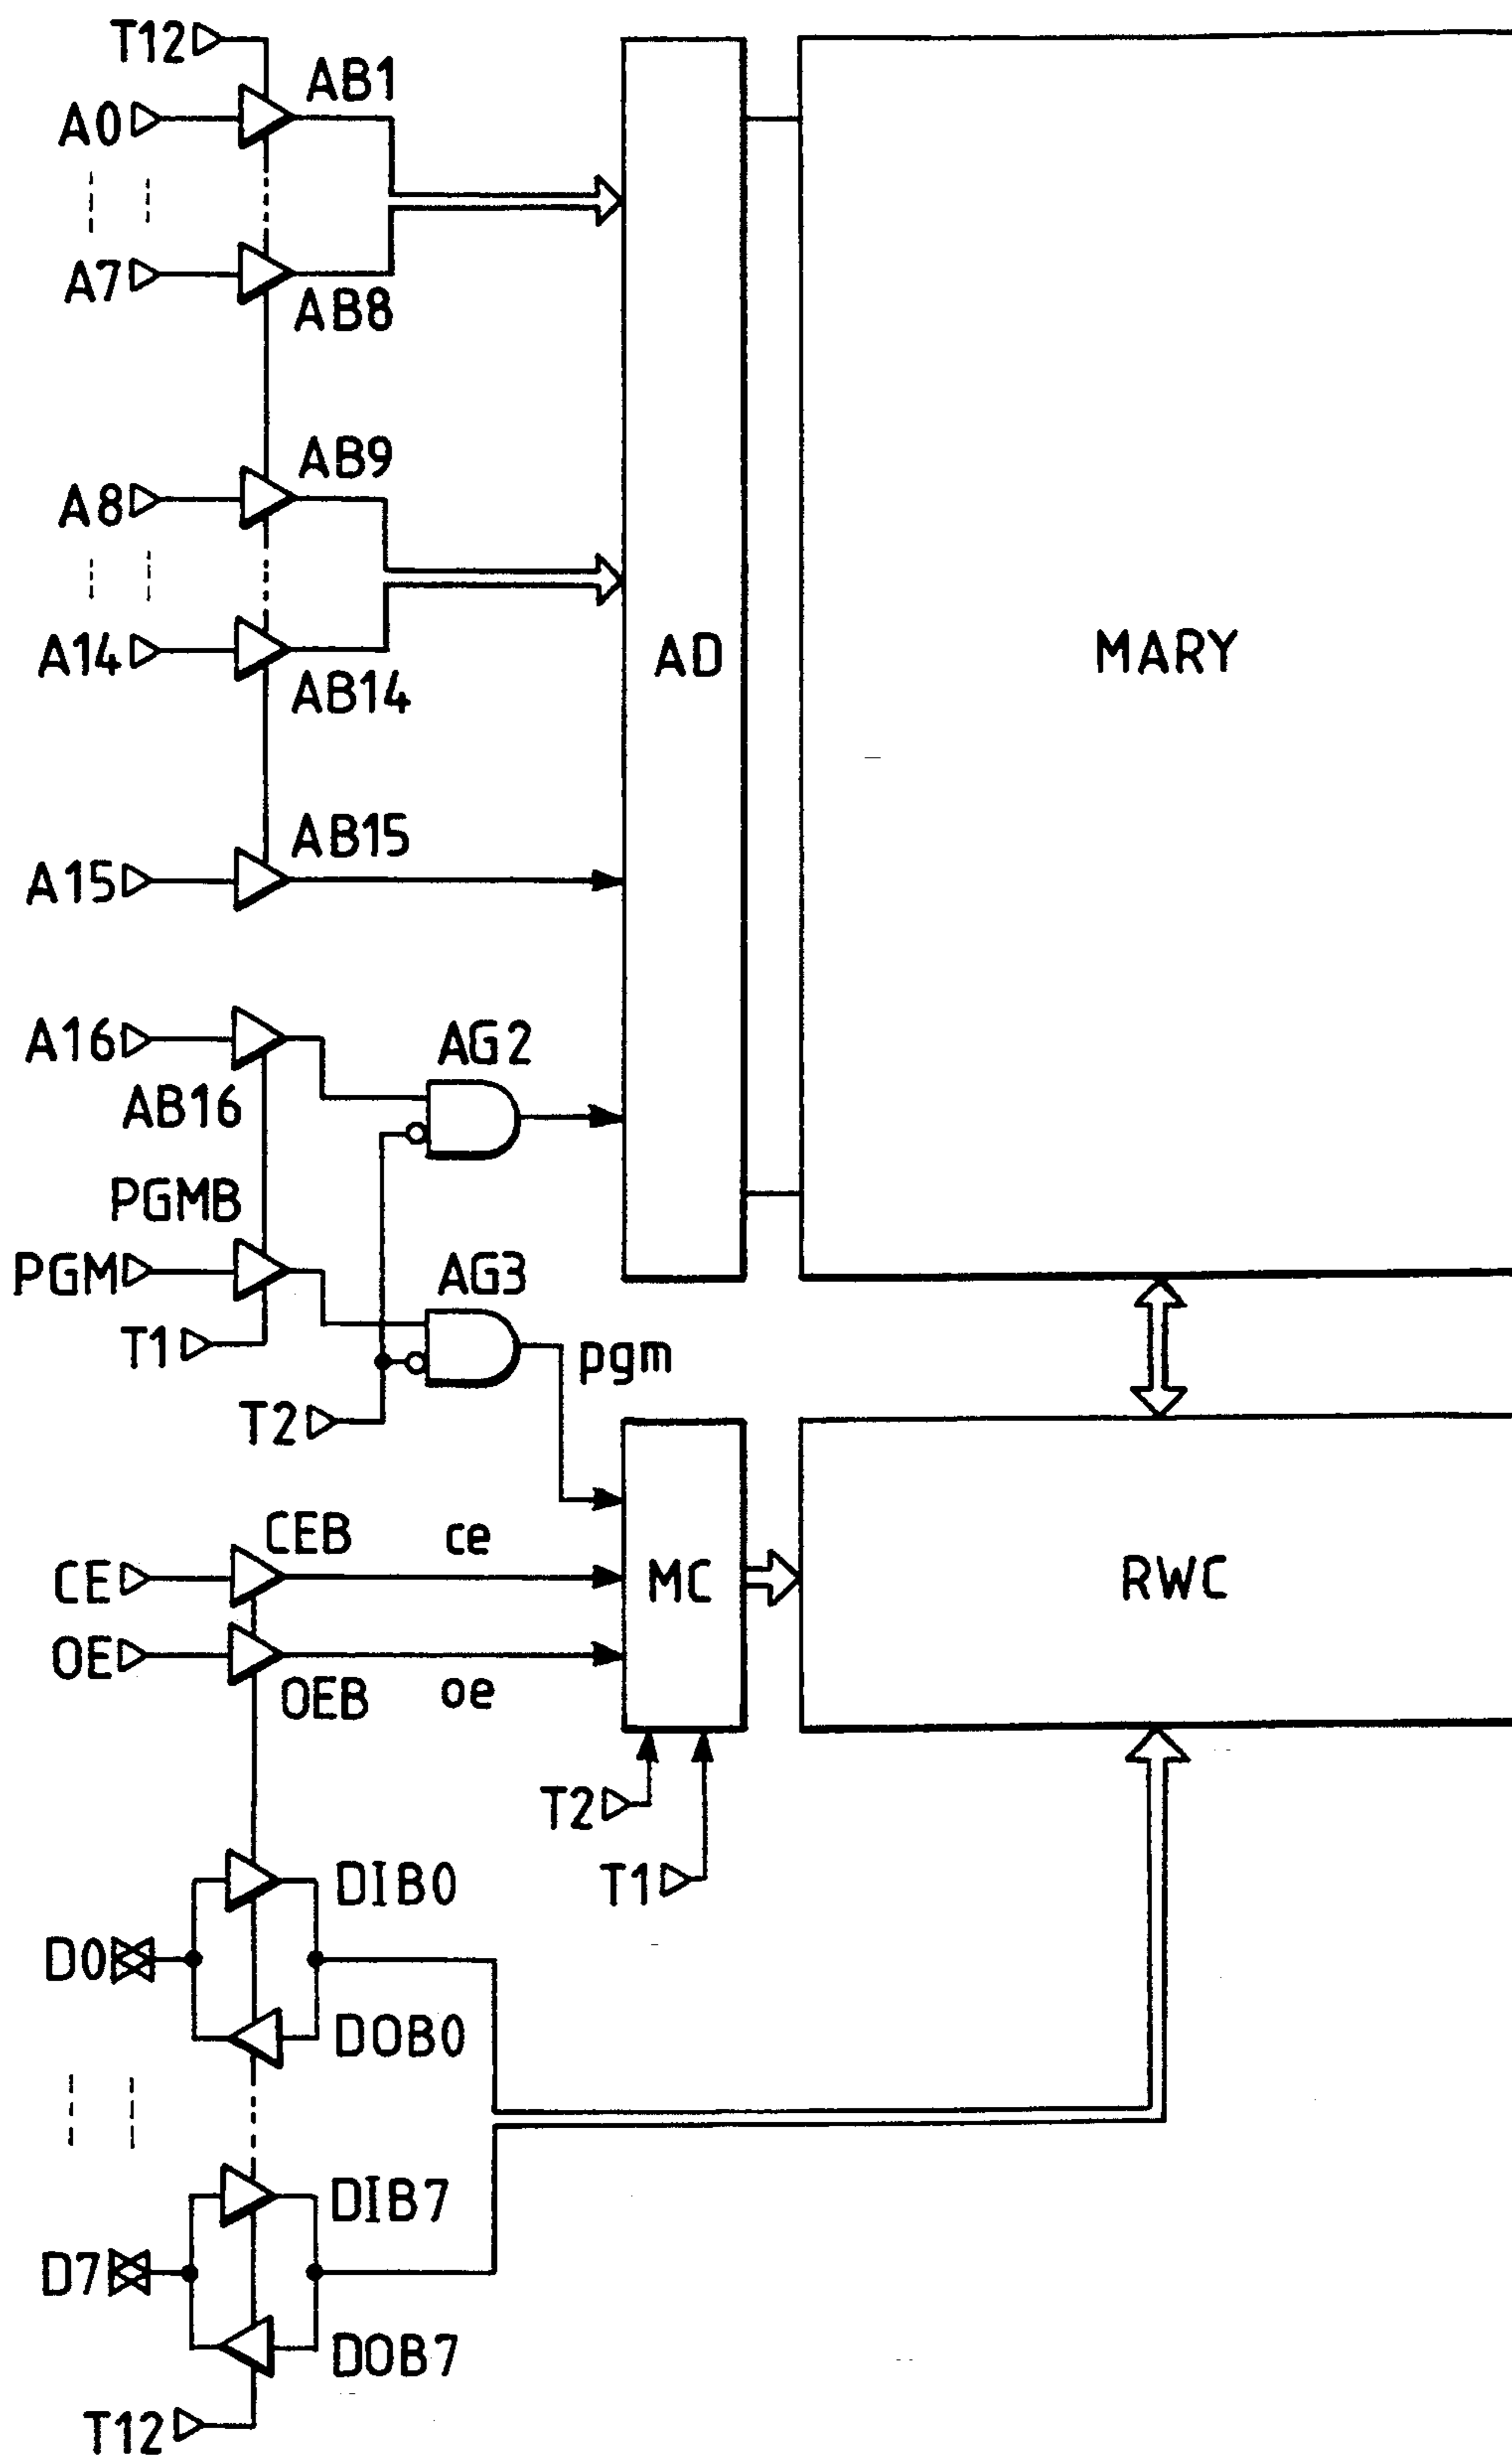 T12
AB1
A0
A7
AB8
AB9
A8
A14
AB14
AD
MARY
AB15
A15
A16
AG2
AB16
PGMB
PGM
AG3
T1
pgm
T2
CEB
ce
CE
MC
RWC
OE
OEB
oe
T2
T1
DIB0
D0
DOB0
DIB7
D7
DOB7
T12